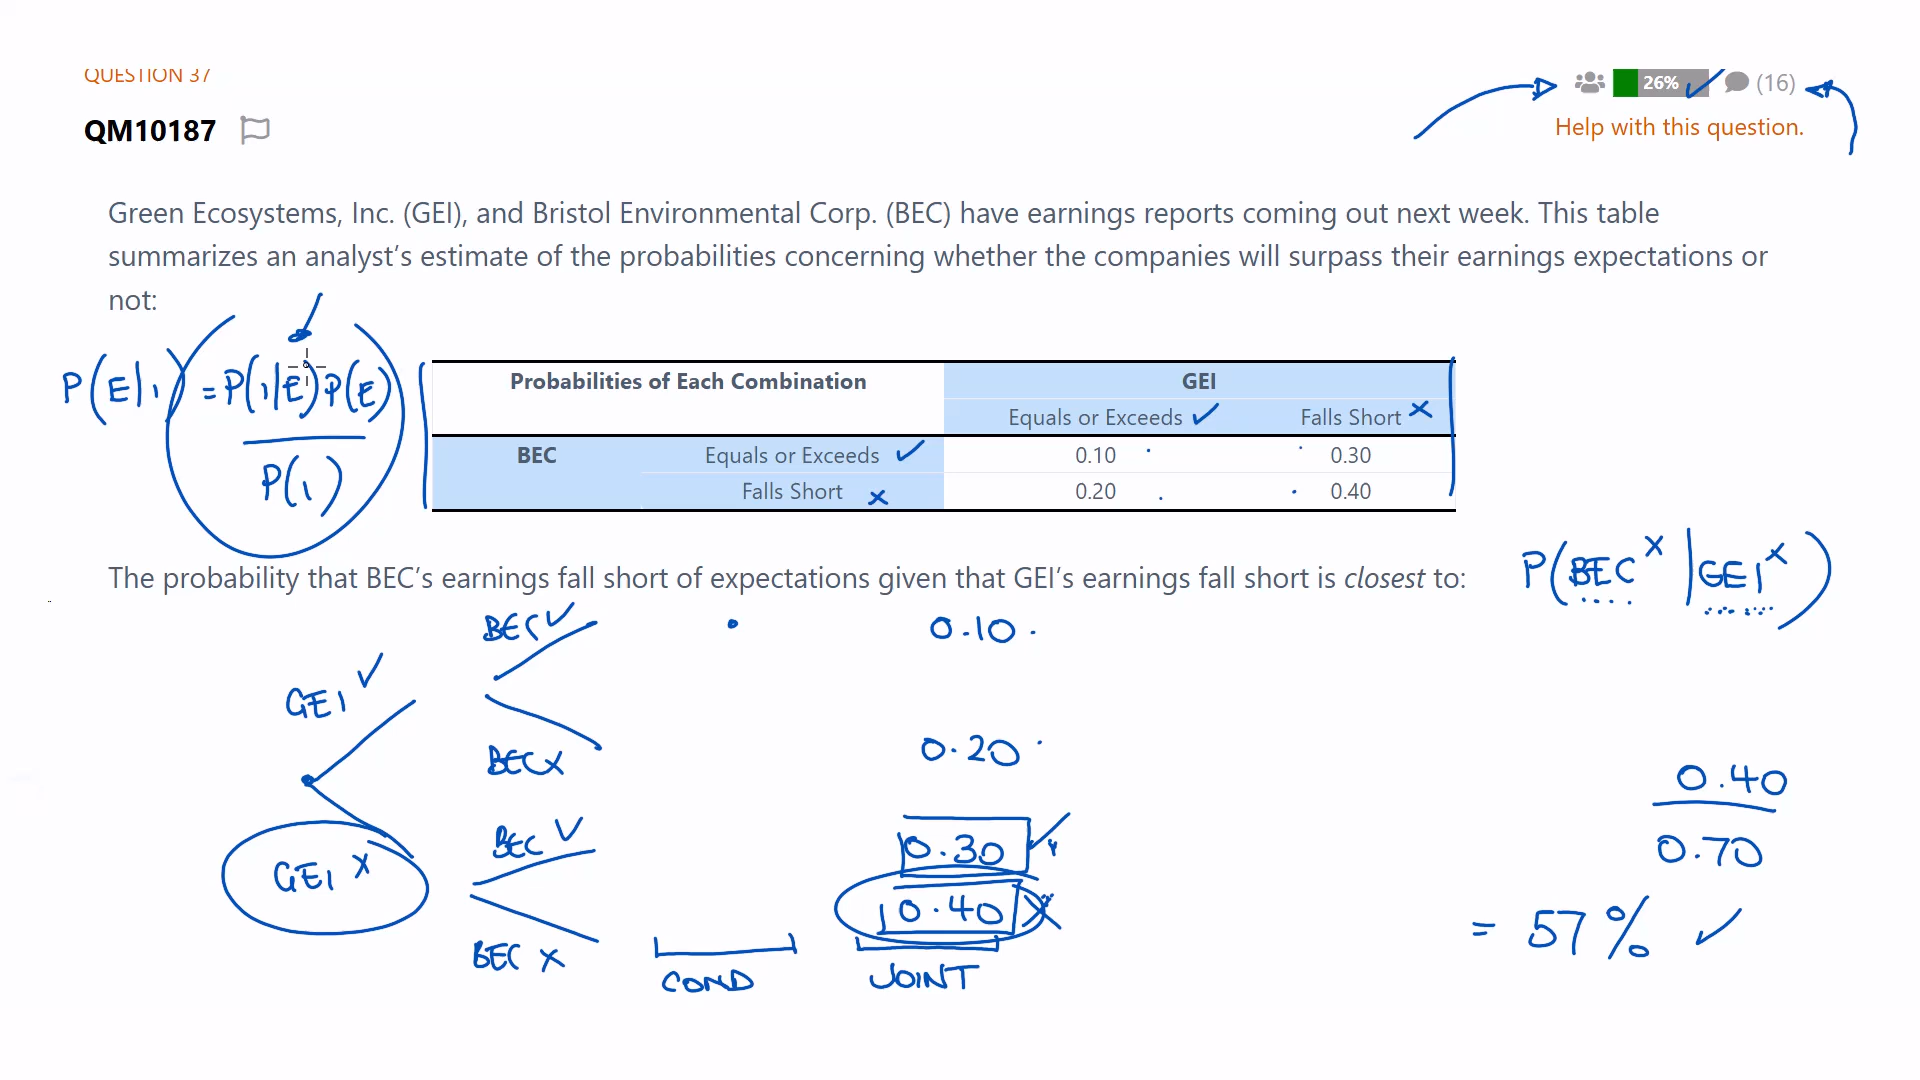 QUESTION 37
26% (16)
QM10187
Help with this question.
Green Ecosystems, Inc. (GEI), and Bristol Environmental Corp. (BEC) have earnings reports coming out next week. This table
summarizes an analyst’s estimate of the probabilities concerning whether the companies will surpass their earnings expectations or
not:
P(E|1) = P(1|E)P(E)
P(1)
Probabilities of Each Combination GEI
Equals or Exceeds ✓ Falls Short ×
BEC Equals or Exceeds ✓ 0.10 0.30
Falls Short × 0.20 0.40
The probability that BEC’s earnings fall short of expectations given that GEI’s earnings fall short is closest to:
P(BEC× | GEI×)
BEC ✓ 0.10
GEI ✓
BEC × 0.20
0.40
BEC ✓ 0.30 ✓
0.70
GEI ×
0.40 ×
= 57% ✓
BEC ×
COND JOINT